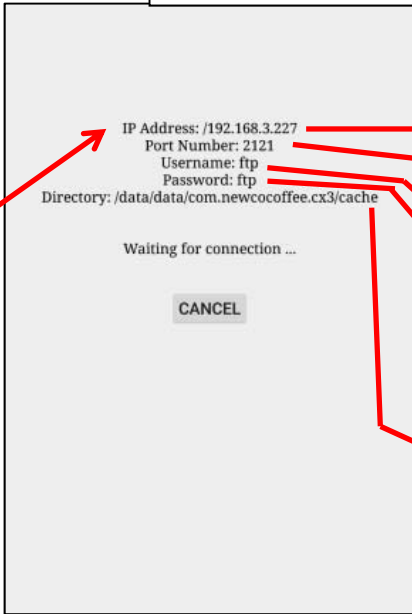 IP Address: /192.168.3.227
Port Number: 2121
Username: ftp
Password: ftp
Directory: /data/data/com.newcocoffee.cx3/cache
Waiting for connection ...
CANCEL